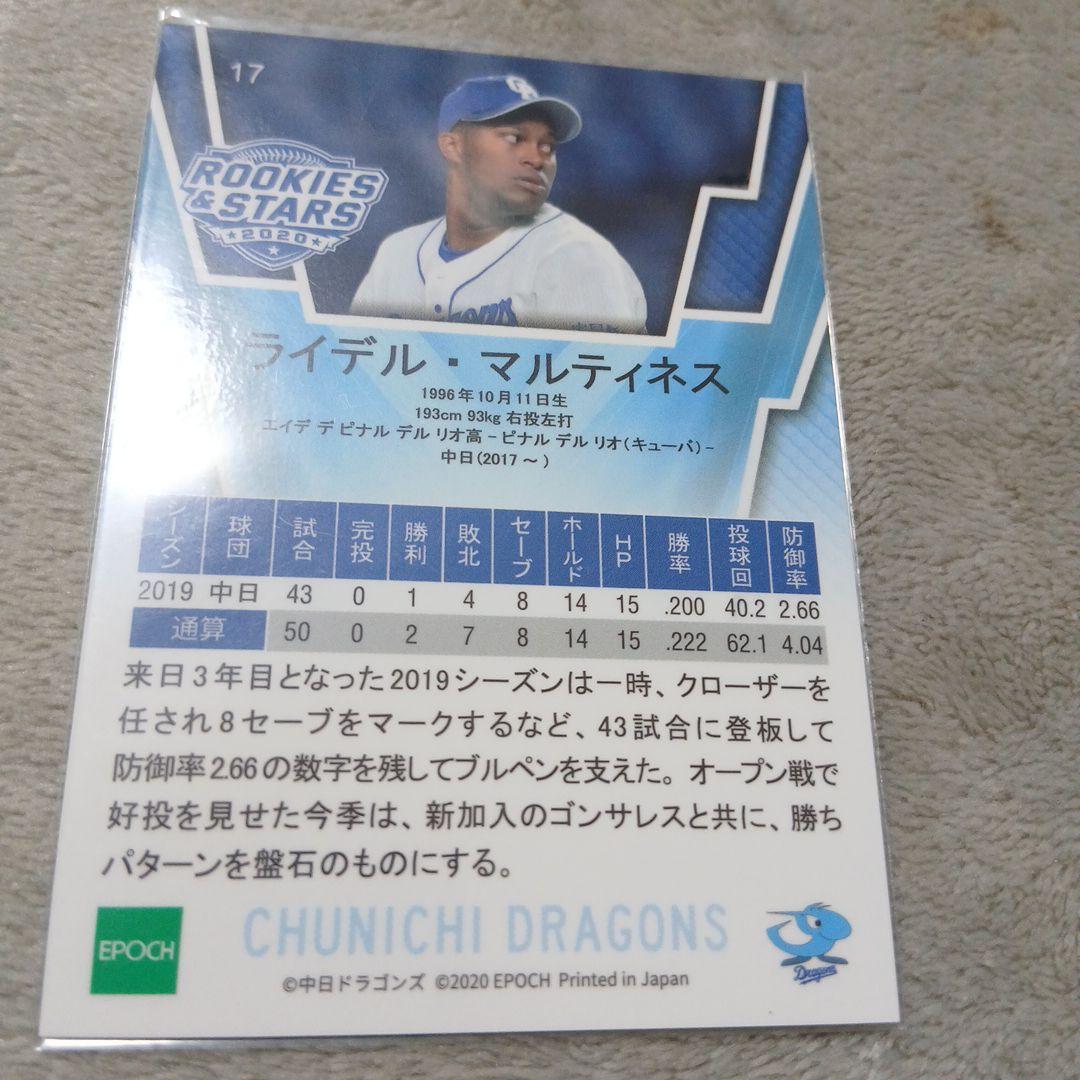 17
ROOKIES
& STARS
2020
ライデル・マルティネス
1996年10月11日生
193cm 93kg 右投左打
エイデ デ ピナル デル リオ高 - ピナル デル リオ(キューバ) -
中日(2017 〜 )
シーズン 球団 試合 完投 勝利 敗北 セーブ ホールド HP 勝率 投球回 防御率
2019 中日 43 0 1 4 8 14 15 .200 40.2 2.66
通算 50 0 2 7 8 14 15 .222 62.1 4.04
来日3年目となった2019シーズンは一時、クローザーを
任され8セーブをマークするなど、43試合に登板して
防御率2.66の数字を残してブルペンを支えた。オープン戦で
好投を見せた今季は、新加入のゴンサレスと共に、勝ち
パターンを盤石のものにする。
EPOCH
CHUNICHI DRAGONS
Dragons
©中日ドラゴンズ ©2020 EPOCH Printed in Japan